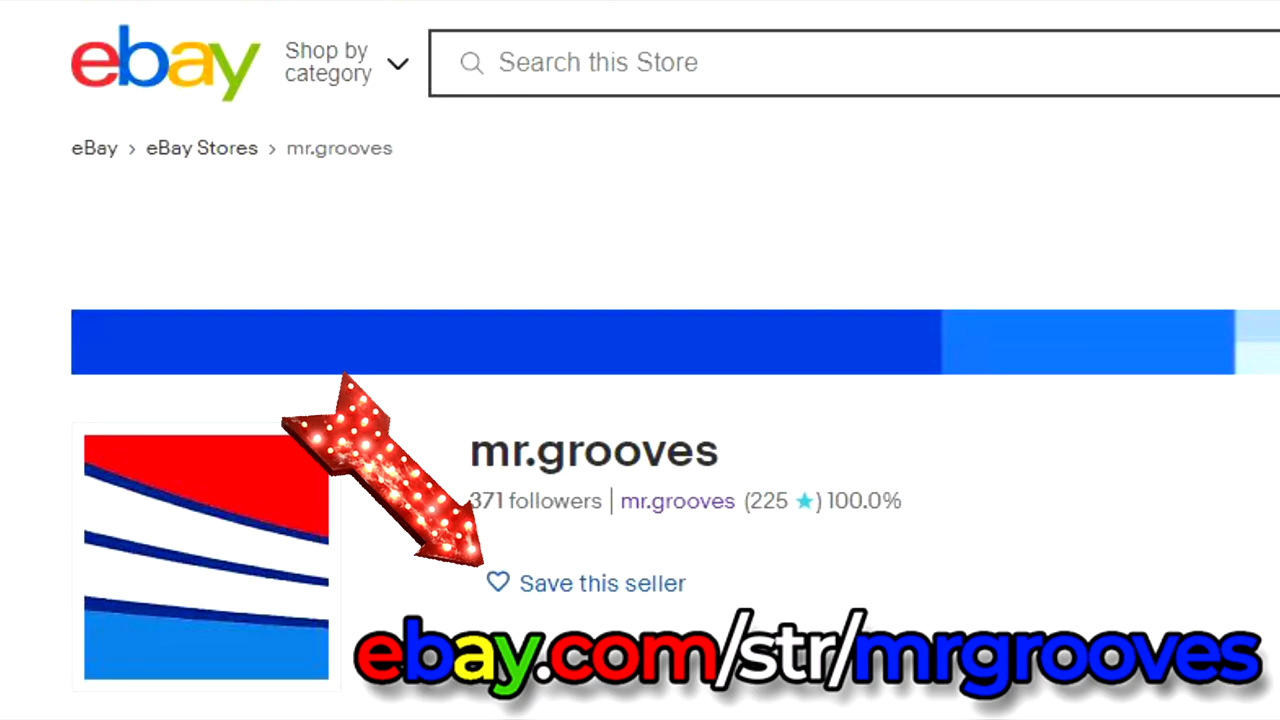 ebay
Shop by
category
Search this Store
eBay > eBay Stores > mr.grooves
mr.grooves
371 followers | mr.grooves (225 ★) 100.0%
Save this seller
ebay.com/str/mrgrooves